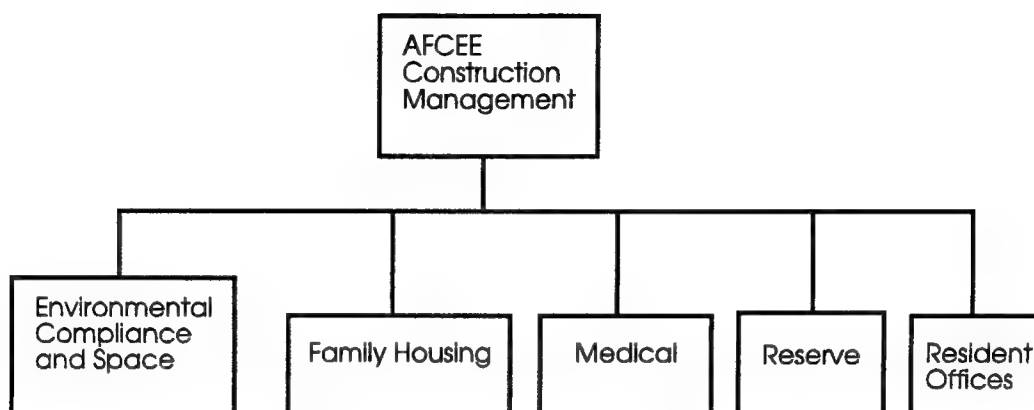 AFCEE
Construction
Management
Environmental
Compliance
and Space
Family Housing
Medical
Reserve
Resident
Offices